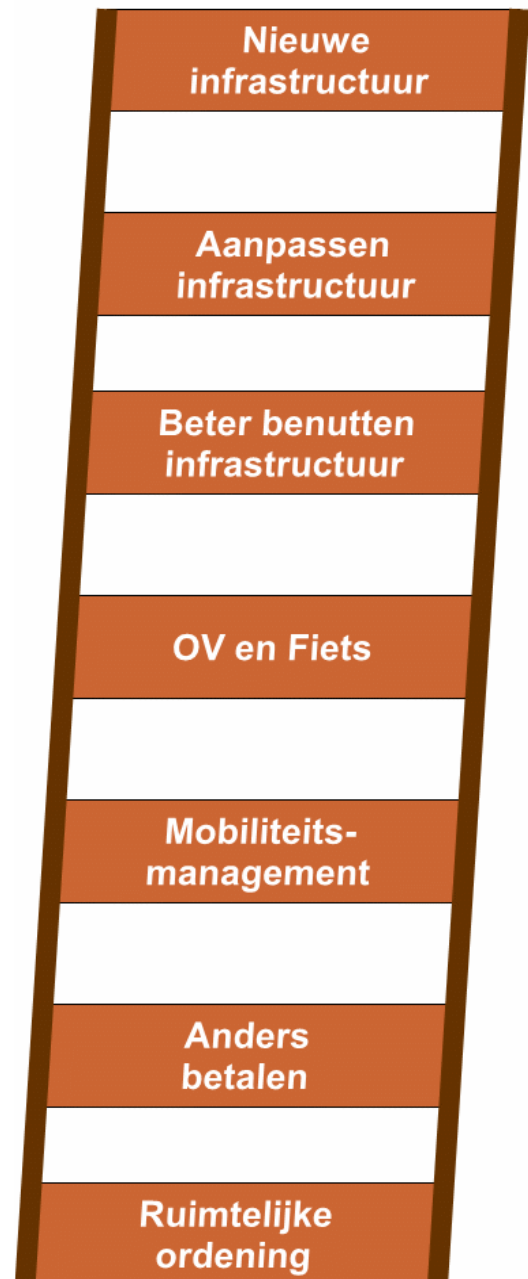 Nieuwe
infrastructuur
Aanpassen
infrastructuur
Beter benutten
infrastructuur
OV en Fiets
Mobiliteits-
management
Anders
betalen
Ruimtelijke
ordening